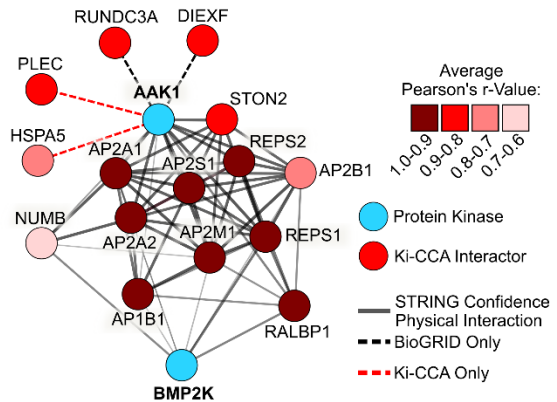 RUNDC3A
DIEXF
PLEC
AAK1
STON2
HSPA5
AP2A1
AP2S1
REPS2
AP2B1
NUMB
AP2A2
AP2M1
REPS1
AP1B1
RALBP1
BMP2K
Average
Pearson's r-Value:
1.0-0.9
0.9-0.8
0.8-0.7
0.7-0.6
Protein Kinase
Ki-CCA Interactor
STRING Confidence
Physical Interaction
BioGRID Only
Ki-CCA Only